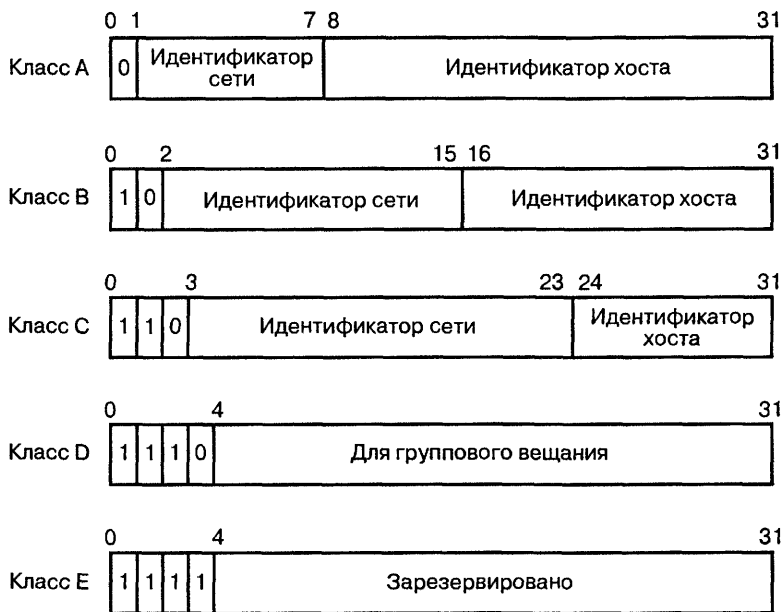 0 1 7 8 31
Класс A 0 Идентификатор сети Идентификатор хоста
0 2 15 16 31
Класс B 1 0 Идентификатор сети Идентификатор хоста
0 3 23 24 31
Класс C 1 1 0 Идентификатор сети Идентификатор хоста
0 4 31
Класс D 1 1 1 0 Для группового вещания
0 4 31
Класс E 1 1 1 1 Зарезервировано